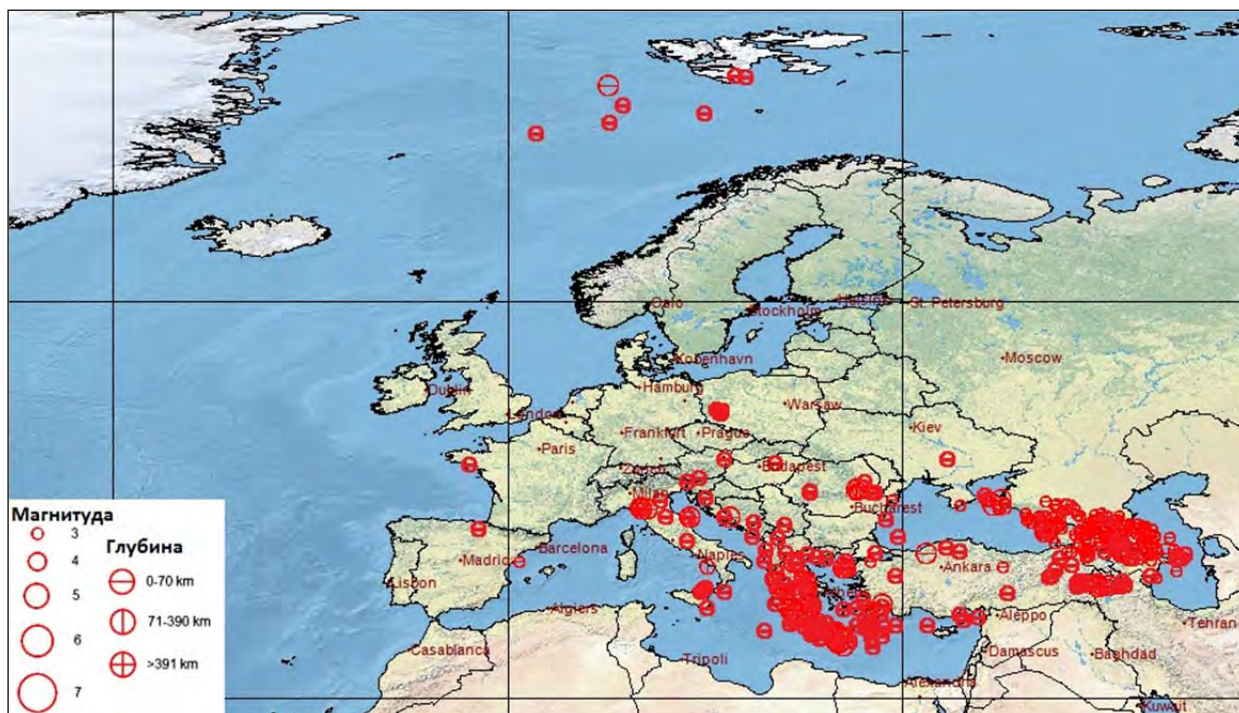 Oslo
Helsinki
St. Petersburg
Stockholm
Moscow
København
Dublin
Hamburg
London
Warsaw
Kiev
Frankfurt
Prague
Paris
Zürich
Budapest
Milan
Bucharest
Магнитуда
3
4
5
6
7
Глубина
0-70 km
71-390 km
>391 km
Barcelona
Madrid
Naples
Lisbon
Ankara
Algiers
Aleppo
Tehran
Casablanca
Tripoli
Damascus
Baghdad
Alexandria
Kuwait